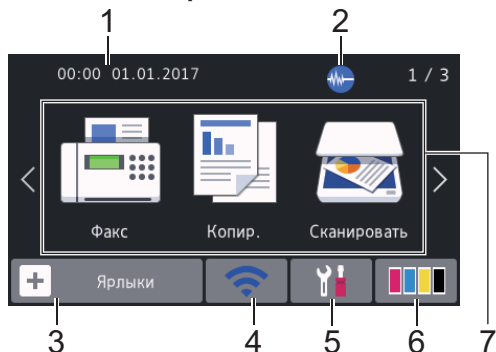 1 2
00:00 01.01.2017 1 / 3
Факс Копир. Сканировать
Ярлыки
3 4 5 6 7